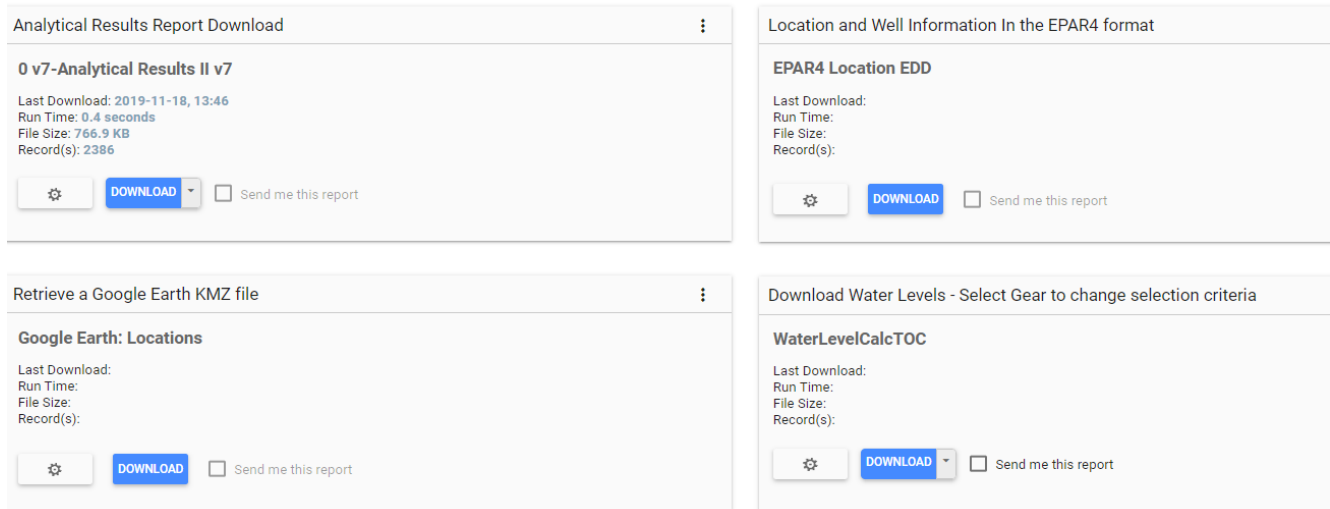 Analytical Results Report Download
0 v7-Analytical Results II v7
Last Download: 2019-11-18, 13:46
Run Time: 0.4 seconds
File Size: 766.9 KB
Record(s): 2386
DOWNLOAD Send me this report
Location and Well Information In the EPAR4 format
EPAR4 Location EDD
Last Download:
Run Time:
File Size:
Record(s):
DOWNLOAD Send me this report
Retrieve a Google Earth KMZ file
Google Earth: Locations
Last Download:
Run Time:
File Size:
Record(s):
DOWNLOAD Send me this report
Download Water Levels - Select Gear to change selection criteria
WaterLevelCalcTOC
Last Download:
Run Time:
File Size:
Record(s):
DOWNLOAD Send me this report